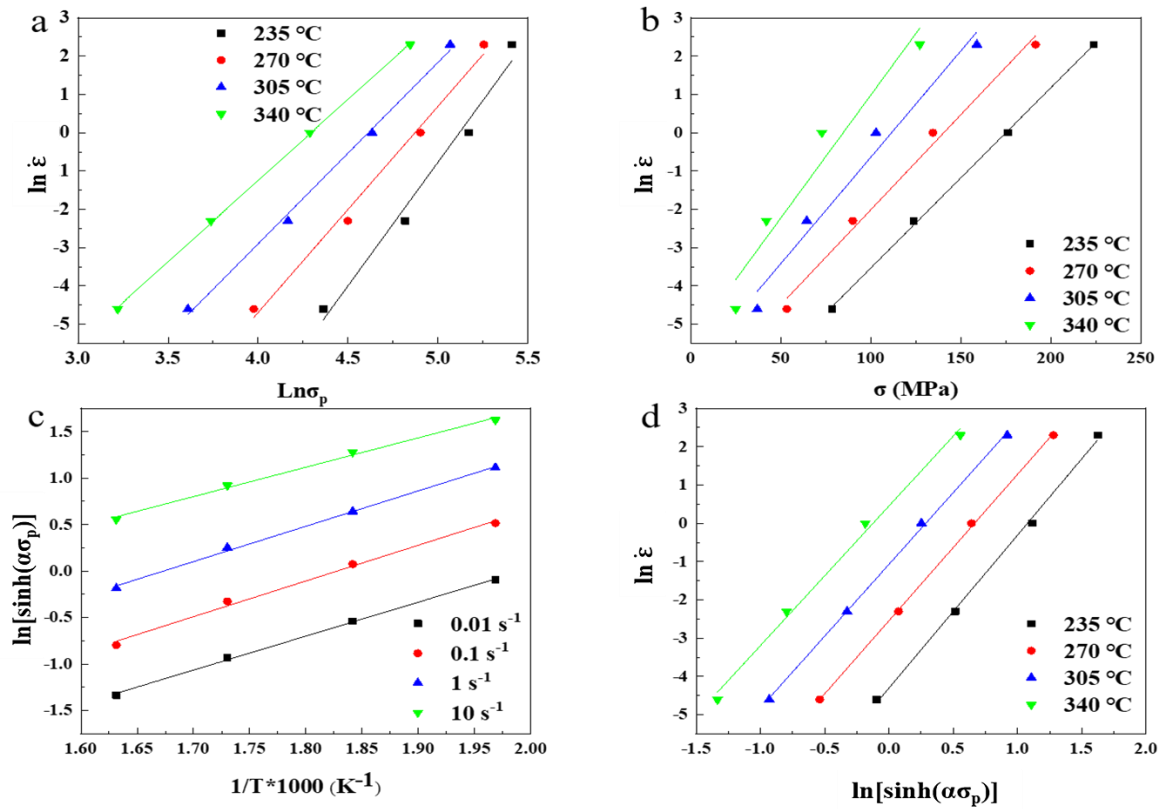 a
ln ε̇
3
2
1
0
-1
-2
-3
-4
-5
3.0 3.5 4.0 4.5 5.0 5.5
Lnσp
235 °C
270 °C
305 °C
340 °C
b
ln ε̇
3
2
1
0
-1
-2
-3
-4
-5
0 50 100 150 200 250
σ (MPa)
235 °C
270 °C
305 °C
340 °C
c
ln[sinh(ασp)]
1.5
1.0
0.5
0.0
-0.5
-1.0
-1.5
1.60 1.65 1.70 1.75 1.80 1.85 1.90 1.95 2.00
1/T*1000 (K-1)
0.01 s-1
0.1 s-1
1 s-1
10 s-1
d
ln ε̇
3
2
1
0
-1
-2
-3
-4
-5
-1.5 -1.0 -0.5 0.0 0.5 1.0 1.5 2.0
ln[sinh(ασp)]
235 °C
270 °C
305 °C
340 °C